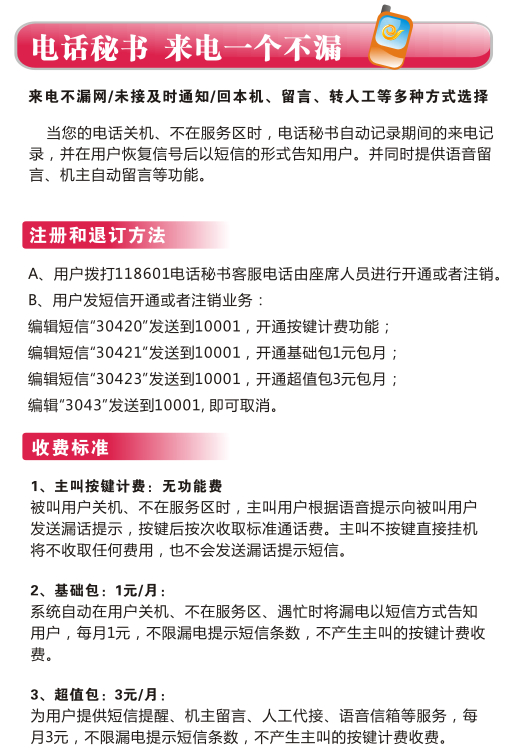 电话秘书 来电一个不漏
来电不漏网/未接及时通知/回本机、留言、转人工等多种方式选择
当您的电话关机、不在服务区时，电话秘书自动记录期间的来电记
录，并在用户恢复信号后以短信的形式告知用户。并同时提供语音留
言、机主自动留言等功能。
注册和退订方法
A、用户拨打118601电话秘书客服电话由座席人员进行开通或者注销。
B、用户发短信开通或者注销业务：
编辑短信“30420”发送到10001，开通按键计费功能；
编辑短信“30421”发送到10001，开通基础包1元包月；
编辑短信“30423”发送到10001，开通超值包3元包月；
编辑“3043”发送到10001, 即可取消。
收费标准
1、主叫按键计费：无功能费
被叫用户关机、不在服务区时，主叫用户根据语音提示向被叫用户
发送漏话提示，按键后按次收取标准通话费。主叫不按键直接挂机
将不收取任何费用，也不会发送漏话提示短信。
2、基础包：1元/月：
系统自动在用户关机、不在服务区、遇忙时将漏电以短信方式告知
用户，每月1元，不限漏电提示短信条数，不产生主叫的按键计费收
费。
3、超值包：3元/月：
为用户提供短信提醒、机主留言、人工代接、语音信箱等服务，每
月3元，不限漏电提示短信条数，不产生主叫的按键计费收费。